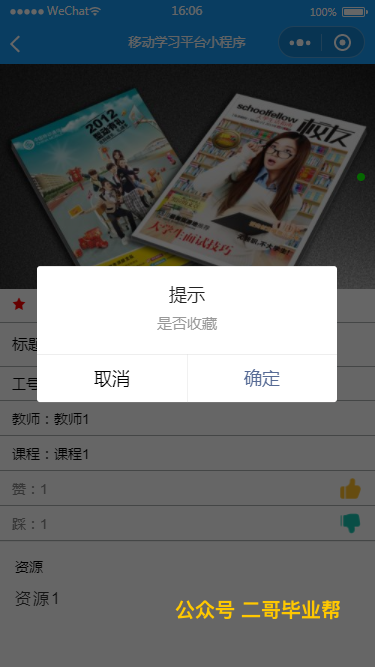 WeChat 16:06 100%
移动学习平台小程序
schoolfellow
校友
2012
大学生面试技巧
提示
是否收藏
取消 确定
标题
工号
教师：教师1
课程：课程1
赞：1
踩：1
资源
资源1
公众号 二哥毕业帮